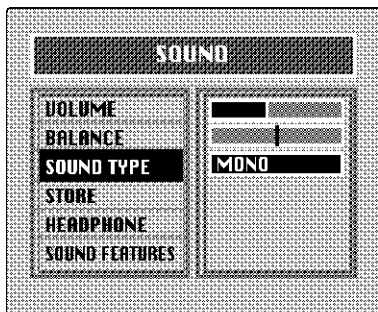 SOUND
VOLUME
BALANCE
SOUND TYPE MONO
STORE
HEADPHONE
SOUND FEATURES